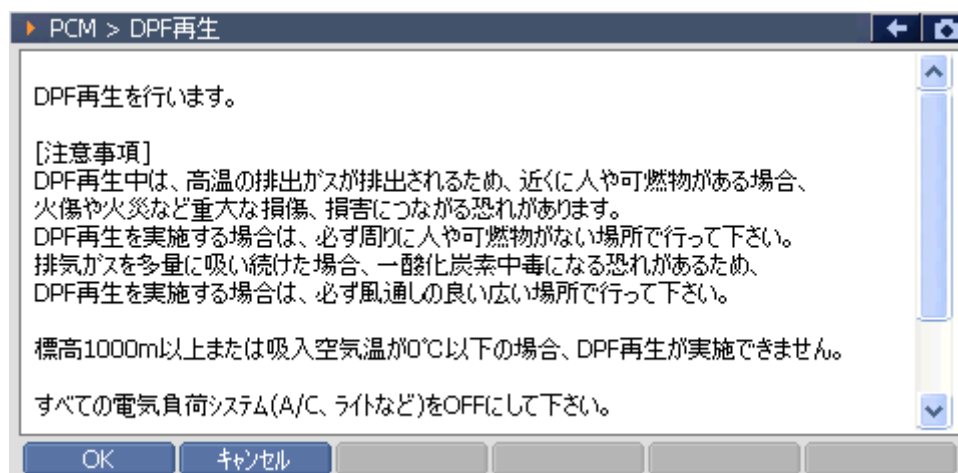 PCM > DPF再生
DPF再生を行います。
[注意事項]
DPF再生中は、高温の排出ガスが排出されるため、近くに人や可燃物がある場合、
火傷や火災など重大な損傷、損害につながる恐れがあります。
DPF再生を実施する場合は、必ず周りに人や可燃物がない場所で行って下さい。
排気ガスを多量に吸い続けた場合、一酸化炭素中毒になる恐れがあるため、
DPF再生を実施する場合は、必ず風通しの良い広い場所で行って下さい。
標高1000m以上または吸入空気温が0℃以下の場合、DPF再生が実施できません。
すべての電気負荷システム(A/C、ライトなど)をOFFにして下さい。
OK キャンセル